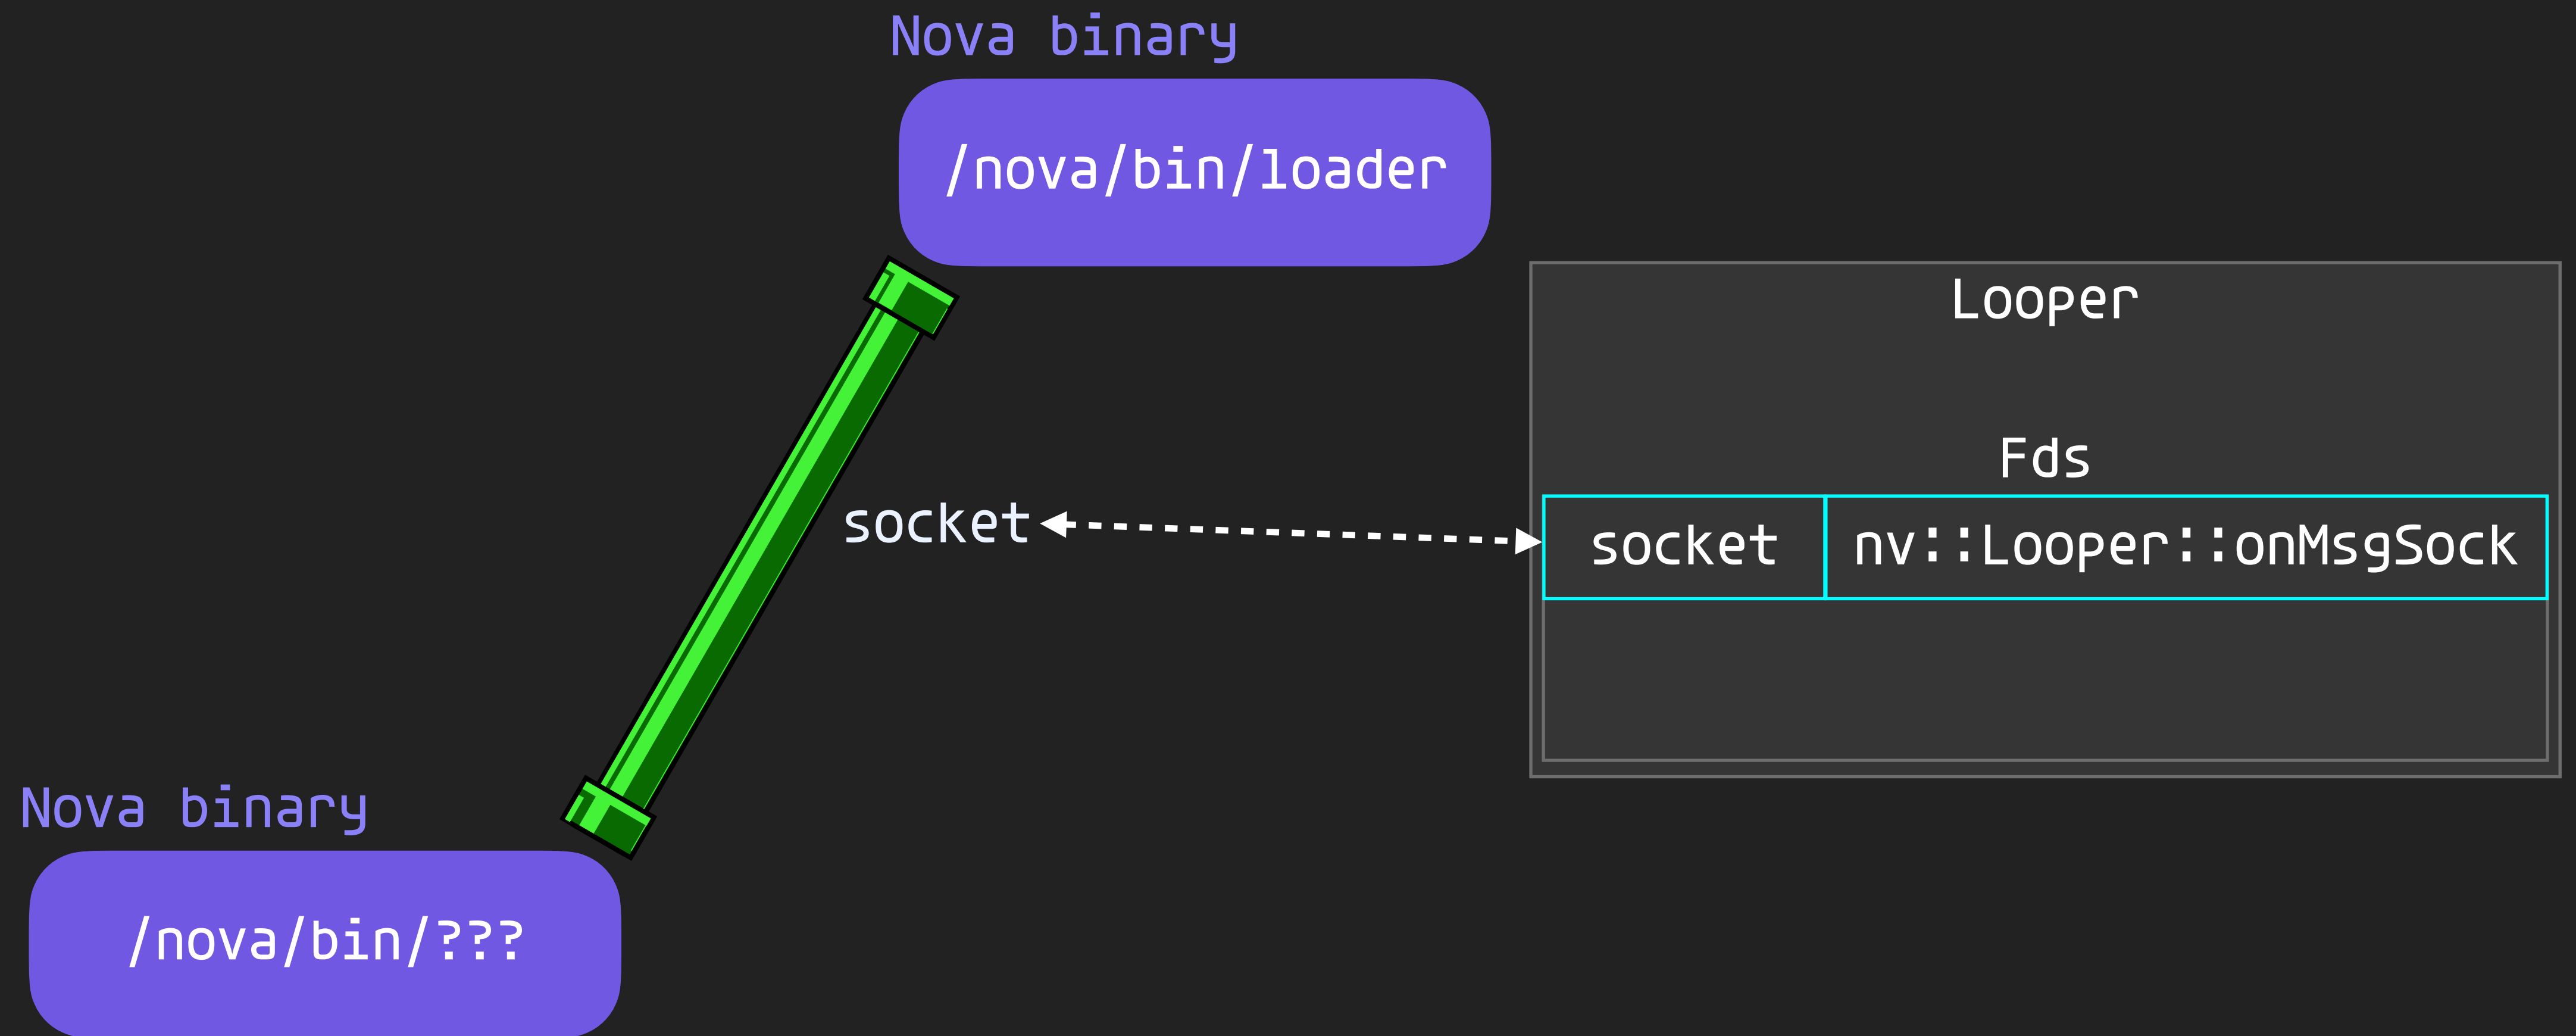 Nova binary
/nova/bin/loader
Looper
Fds
socket
socket
nv::Looper::onMsgSock
Nova binary
/nova/bin/???